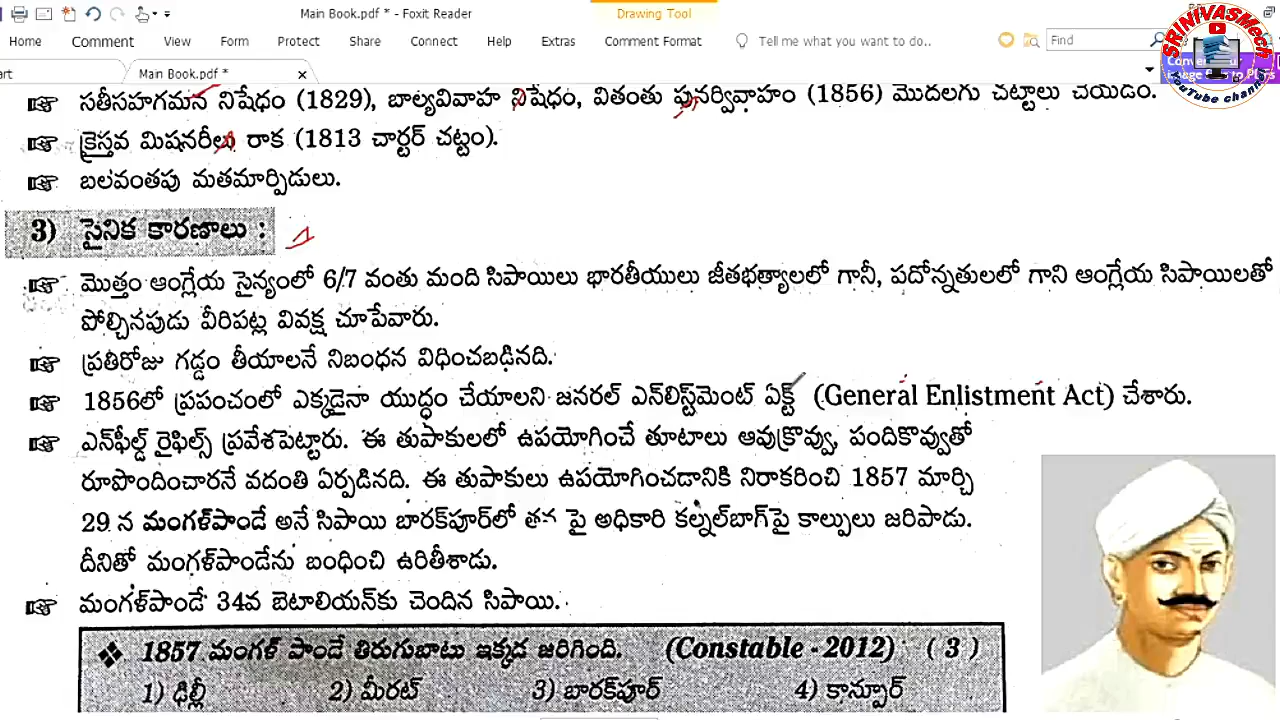 Main Book.pdf * - Foxit Reader
Drawing Tool
Home Comment View Form Protect Share Connect Help Extras Comment Format Tell me what you want to do.. Find
art Main Book.pdf *
SRINIVASMech
YouTube channel
సతీసహగమన నిషేధం (1829), బాల్యవివాహ నిషేధం, వితంతు పునర్వివాహం (1856) మొదలగు చట్టాలు చేయడం.
క్రైస్తవ మిషనరీలు రాక (1813 చార్టర్ చట్టం).
బలవంతపు మతమార్పిడులు.
3) సైనిక కారణాలు :
మొత్తం ఆంగ్లేయ సైన్యంలో 6/7 వంతు మంది సిపాయిలు భారతీయులు జీతభత్యాలలో గానీ, పదోన్నతులలో గాని ఆంగ్లేయ సిపాయిలతో
పోల్చినపుడు వీరిపట్ల వివక్ష చూపేవారు.
ప్రతీరోజు గడ్డం తీయాలనే నిబంధన విధించబడినది.
1856లో ప్రపంచంలో ఎక్కడైనా యుద్ధం చేయాలని జనరల్ ఎన్‌లిస్ట్‌మెంట్ ఏక్ట్ (General Enlistment Act) చేశారు.
ఎన్‌ఫీల్డ్ రైఫిల్స్ ప్రవేశపెట్టారు. ఈ తుపాకులలో ఉపయోగించే తూటాలు ఆవుక్రొవ్వు, పందికొవ్వుతో
రూపొందించారనే వదంతి ఏర్పడినది. ఈ తుపాకులు ఉపయోగించడానికి నిరాకరించి 1857 మార్చి
29 న మంగళ్‌పాండే అనే సిపాయి బారక్‌పూర్‌లో తన పై అధికారి కల్నల్‌బాగ్‌పై కాల్పులు జరిపాడు.
దీనితో మంగళ్‌పాండేను బంధించి ఉరితీశాడు.
మంగళ్‌పాండే 34వ బెటాలియన్‌కు చెందిన సిపాయి.
❖ 1857 మంగళ్ పాండే తిరుగుబాటు ఇక్కడ జరిగింది. (Constable - 2012) ( 3 )
1) ఢిల్లీ 2) మీరట్ 3) బారక్‌పూర్ 4) కాన్పూర్